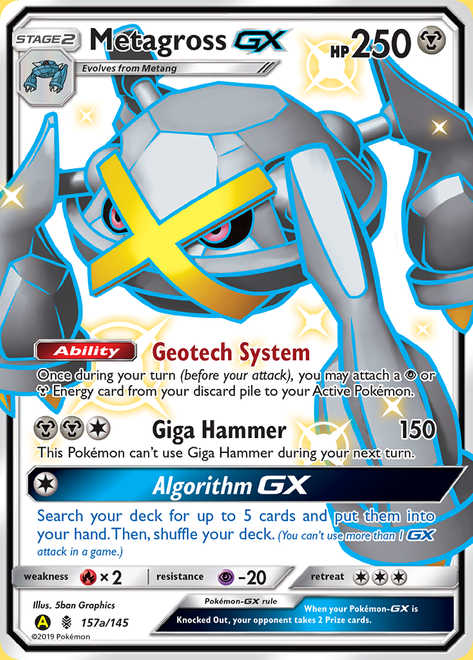 STAGE 2 Metagross GX HP 250
Evolves from Metang
Ability Geotech System
Once during your turn (before your attack), you may attach a or
Energy card from your discard pile to your Active Pokémon.
Giga Hammer 150
This Pokémon can't use Giga Hammer during your next turn.
Algorithm GX
Search your deck for up to 5 cards and put them into
your hand. Then, shuffle your deck. (You can't use more than 1 GX
attack in a game.)
weakness ×2 resistance -20 retreat
Illus. 5ban Graphics
Pokémon-GX rule
When your Pokémon-GX is
Knocked Out, your opponent takes 2 Prize cards.
A 157a/145
©2019 Pokémon